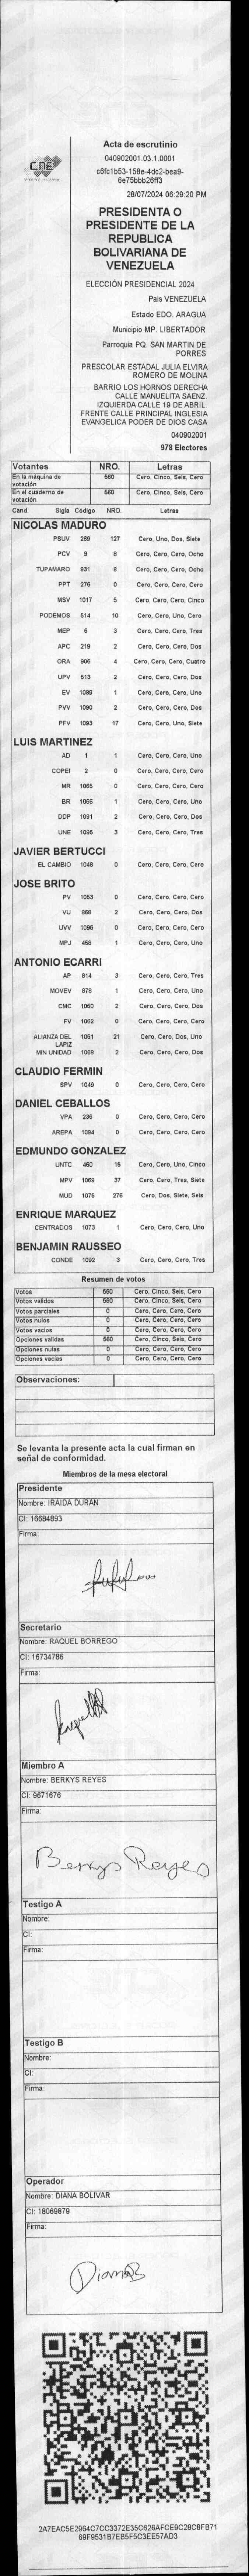 CNE
Acta de escrutinio
040902001.03.1.0001
c6fc1b53-158e-4dc2-bea9-
6e75bbb26ff3
28/07/2024 06:29:20 PM
PRESIDENTA O
PRESIDENTE DE LA
REPUBLICA
BOLIVARIANA DE
VENEZUELA
ELECCIÓN PRESIDENCIAL 2024
Pais VENEZUELA
Estado EDO. ARAGUA
Municipio MP. LIBERTADOR
Parroquia PQ. SAN MARTIN DE
PORRES
PRESCOLAR ESTADAL JULIA ELVIRA
ROMERO DE MOLINA
BARRIO LOS HORNOS DERECHA
CALLE MANUELITA SAENZ.
IZQUIERDA CALLE 19 DE ABRIL.
FRENTE CALLE PRINCIPAL INGLESIA
EVANGELICA PODER DE DIOS CASA
040902001
978 Electores
Votantes NRO. Letras
En la máquina de votación 560 Cero, Cinco, Seis, Cero
En el cuaderno de votación 560 Cero, Cinco, Seis, Cero
Cand. Sigla Código NRO. Letras
NICOLAS MADURO
PSUV 269 127 Cero, Uno, Dos, Siete
PCV 9 8 Cero, Cero, Cero, Ocho
TUPAMARO 931 8 Cero, Cero, Cero, Ocho
PPT 276 0 Cero, Cero, Cero, Cero
MSV 1017 5 Cero, Cero, Cero, Cinco
PODEMOS 514 10 Cero, Cero, Uno, Cero
MEP 6 3 Cero, Cero, Cero, Tres
APC 219 2 Cero, Cero, Cero, Dos
ORA 906 4 Cero, Cero, Cero, Cuatro
UPV 513 2 Cero, Cero, Cero, Dos
EV 1089 1 Cero, Cero, Cero, Uno
PVV 1090 2 Cero, Cero, Cero, Dos
PFV 1093 17 Cero, Cero, Uno, Siete
LUIS MARTINEZ
AD 1 1 Cero, Cero, Cero, Uno
COPEI 2 0 Cero, Cero, Cero, Cero
MR 1065 0 Cero, Cero, Cero, Cero
BR 1066 1 Cero, Cero, Cero, Uno
DDP 1091 2 Cero, Cero, Cero, Dos
UNE 1095 3 Cero, Cero, Cero, Tres
JAVIER BERTUCCI
EL CAMBIO 1048 0 Cero, Cero, Cero, Cero
JOSE BRITO
PV 1053 0 Cero, Cero, Cero, Cero
VU 868 2 Cero, Cero, Cero, Dos
UVV 1096 0 Cero, Cero, Cero, Cero
MPJ 458 1 Cero, Cero, Cero, Uno
ANTONIO ECARRI
AP 814 3 Cero, Cero, Cero, Tres
MOVEV 878 1 Cero, Cero, Cero, Uno
CMC 1050 2 Cero, Cero, Cero, Dos
FV 1062 0 Cero, Cero, Cero, Cero
ALIANZA DEL LAPIZ 1051 21 Cero, Cero, Dos, Uno
MIN UNIDAD 1068 2 Cero, Cero, Cero, Dos
CLAUDIO FERMIN
SPV 1049 0 Cero, Cero, Cero, Cero
DANIEL CEBALLOS
VPA 236 0 Cero, Cero, Cero, Cero
AREPA 1094 0 Cero, Cero, Cero, Cero
EDMUNDO GONZALEZ
UNTC 460 15 Cero, Cero, Uno, Cinco
MPV 1069 37 Cero, Cero, Tres, Siete
MUD 1075 276 Cero, Dos, Siete, Seis
ENRIQUE MARQUEZ
CENTRADOS 1073 1 Cero, Cero, Cero, Uno
BENJAMIN RAUSSEO
CONDE 1092 3 Cero, Cero, Cero, Tres
Resumen de votos
Votos 560 Cero, Cinco, Seis, Cero
Votos validos 560 Cero, Cinco, Seis, Cero
Votos parciales 0 Cero, Cero, Cero, Cero
Votos nulos 0 Cero, Cero, Cero, Cero
Votos vacios 0 Cero, Cero, Cero, Cero
Opciones validas 560 Cero, Cinco, Seis, Cero
Opciones nulas 0 Cero, Cero, Cero, Cero
Opciones vacias 0 Cero, Cero, Cero, Cero
Observaciones:
Se levanta la presente acta la cual firman en
señal de conformidad.
Miembros de la mesa electoral
Presidente
Nombre: IRAIDA DURAN
CI: 16684893
Firma:
Secretario
Nombre: RAQUEL BORREGO
CI: 16734786
Firma:
Miembro A
Nombre: BERKYS REYES
CI: 9671676
Firma:
Berkys Reyes
Testigo A
Nombre:
CI:
Firma:
Testigo B
Nombre:
CI:
Firma:
Operador
Nombre: DIANA BOLIVAR
CI: 18069879
Firma:
DianaB
2A7EAC5E2964C7CC3372E35C626AFCE9C28C8FB71
69F9531B7EB5F5C3EE57AD3